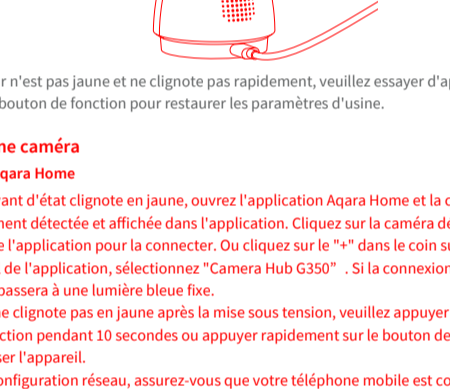 r n'est pas jaune et ne clignote pas rapidement, veuillez essayer d'a
bouton de fonction pour restaurer les paramètres d'usine.
ne caméra
qara Home
ant d'état clignote en jaune, ouvrez l'application Aqara Home et la c
ment détectée et affichée dans l'application. Cliquez sur la caméra dé
e l'application pour la connecter. Ou cliquez sur le "+" dans le coin su
de l'application, sélectionnez "Camera Hub G350" . Si la connexion
passera à une lumière bleue fixe.
ne clignote pas en jaune après la mise sous tension, veuillez appuyer
ction pendant 10 secondes ou appuyer rapidement sur le bouton de
ser l'appareil.
onfiguration réseau, assurez-vous que votre téléphone mobile est co